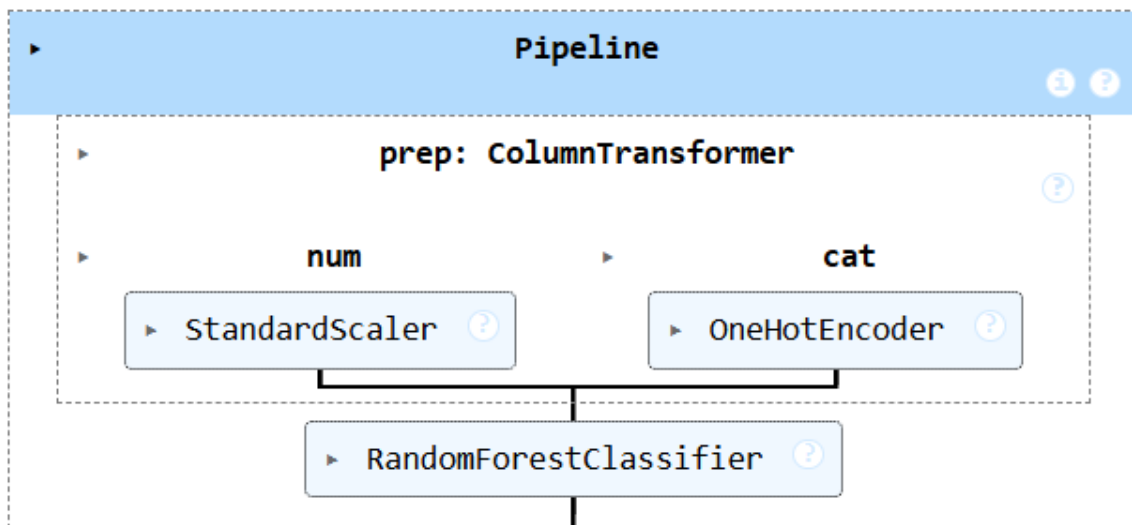 Pipeline
i ?
prep: ColumnTransformer
?
num cat
StandardScaler ? OneHotEncoder ?
RandomForestClassifier ?